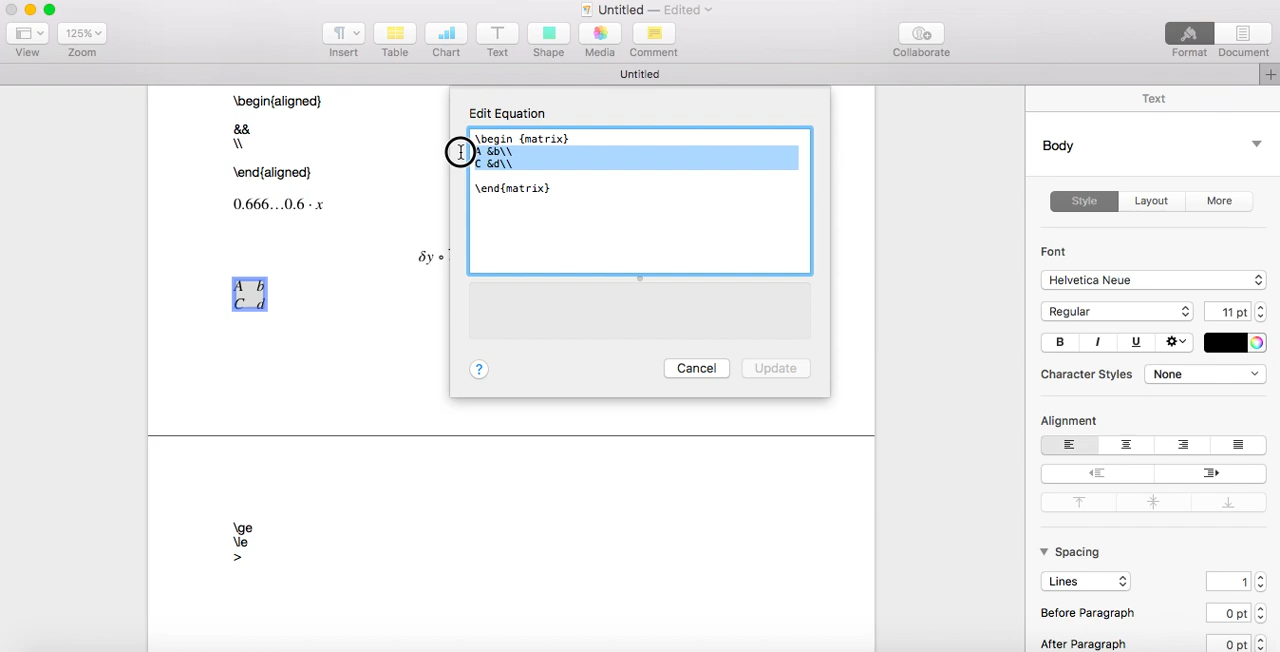 Untitled — Edited
View
125%
Zoom
Insert
Table
Chart
Text
Shape
Media
Comment
Collaborate
Format
Document
Untitled
\begin{aligned}
&&
\\
\end{aligned}
0.666…0.6 · x
δy ∘
A b
C d
\ge
\le
>
Edit Equation
\begin {matrix}
A &b\\
C &d\\
\end{matrix}
?
Cancel
Update
Text
Body
Style
Layout
More
Font
Helvetica Neue
Regular
11 pt
B
I
U
Character Styles
None
Alignment
Spacing
Lines
1
Before Paragraph
0 pt
After Paragraph
0 pt